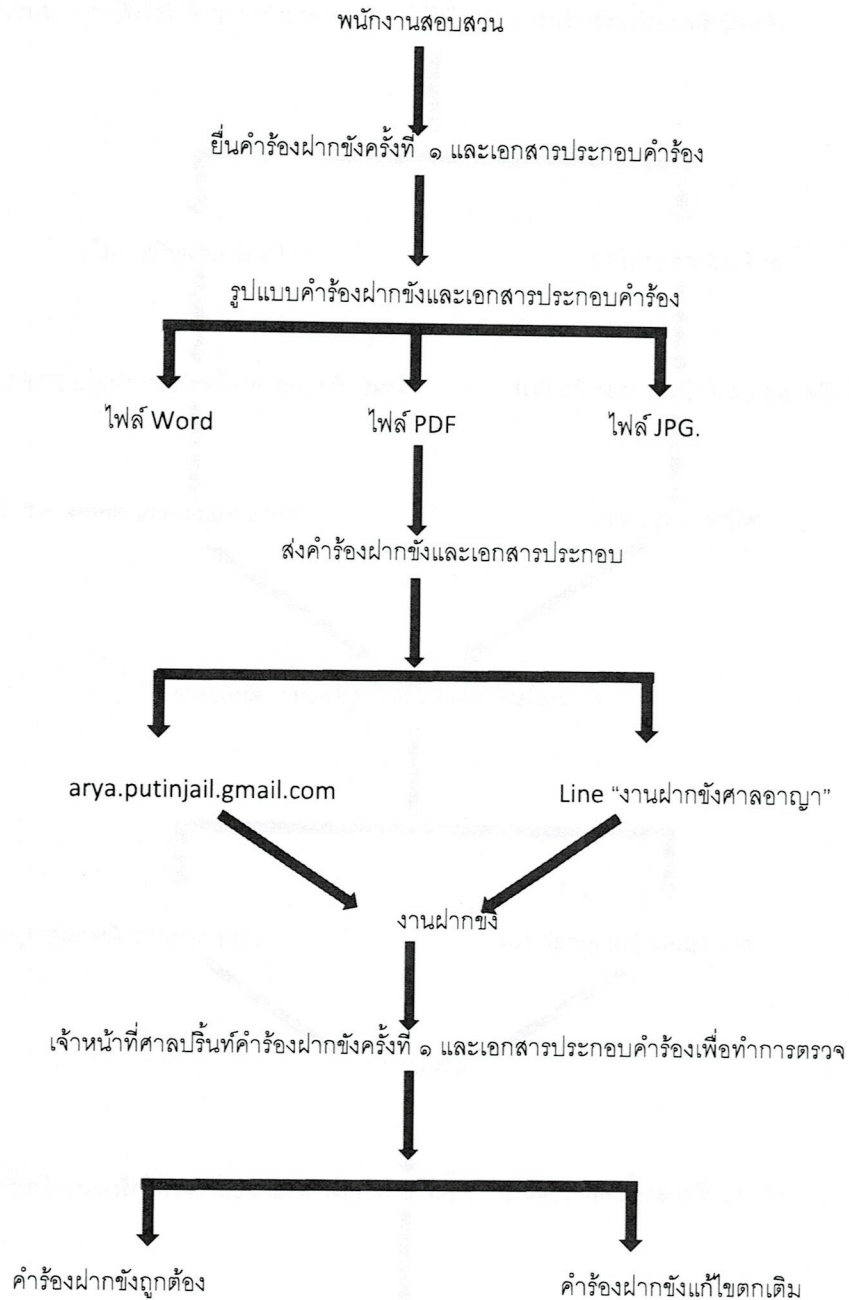 พนักงานสอบสวน
ยื่นคำร้องฝากขังครั้งที่ ๑ และเอกสารประกอบคำร้อง
รูปแบบคำร้องฝากขังและเอกสารประกอบคำร้อง
ไฟล์ Word ไฟล์ PDF ไฟล์ JPG.
ส่งคำร้องฝากขังและเอกสารประกอบ
arya.putinjail.gmail.com Line “งานฝากขังศาลอาญา”
งานฝากขัง
เจ้าหน้าที่ศาลปริ้นท์คำร้องฝากขังครั้งที่ ๑ และเอกสารประกอบคำร้องเพื่อทำการตรวจ
คำร้องฝากขังถูกต้อง คำร้องฝากขังแก้ไขตกเติม